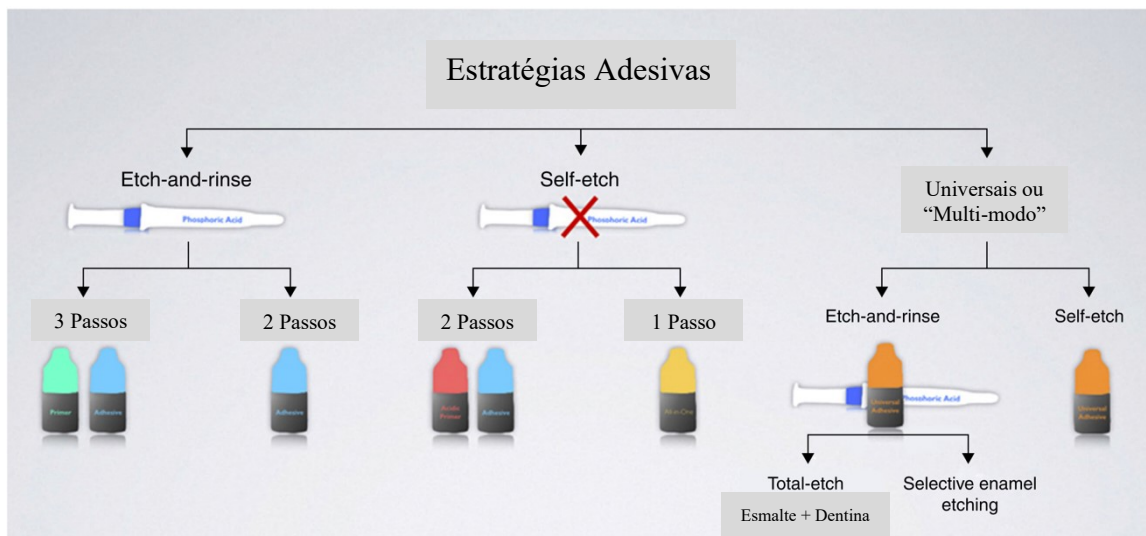 Estratégias Adesivas
Etch-and-rinse
Self-etch
Universais ou
“Multi-modo”
Phosphoric Acid
Phosphoric Acid
3 Passos
2 Passos
2 Passos
1 Passo
Etch-and-rinse
Self-etch
Primer
Adhesive
Adhesive
Acidic
Primer
Adhesive
All-in-One
Universal
Adhesive
Phosphoric Acid
Universal
Adhesive
Total-etch
Selective enamel
etching
Esmalte + Dentina